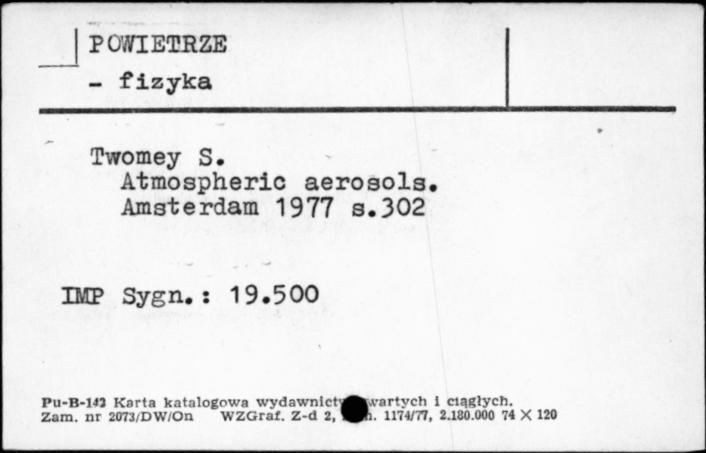 POWIETRZE
- fizyka
Twomey S.
Atmospheric aerosols.
Amsterdam 1977 s.302
IMP Sygn.: 19.500
Pu-B-142 Karta katalogowa wydawnict wartych i ciągłych.
Zam. nr 2073/DW/On WZGraf. Z-d 2, 1174/77, 2.180.000 74 X 120